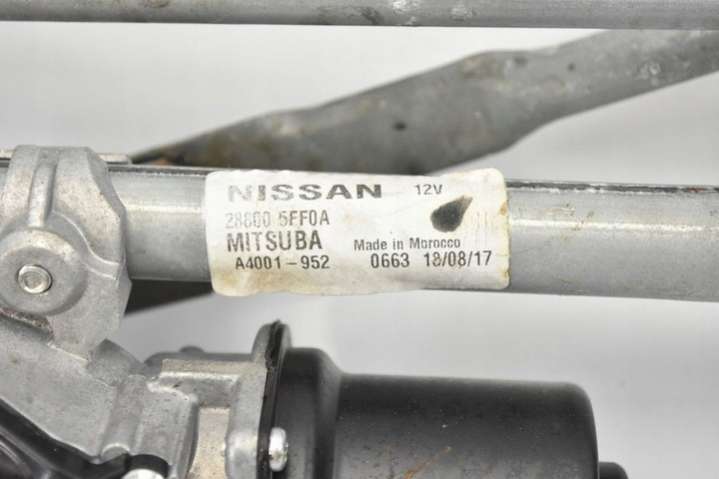 NISSAN 12V
28800 5FF0A
MITSUBA Made in Morocco
A4001-952 0663 18/08/17